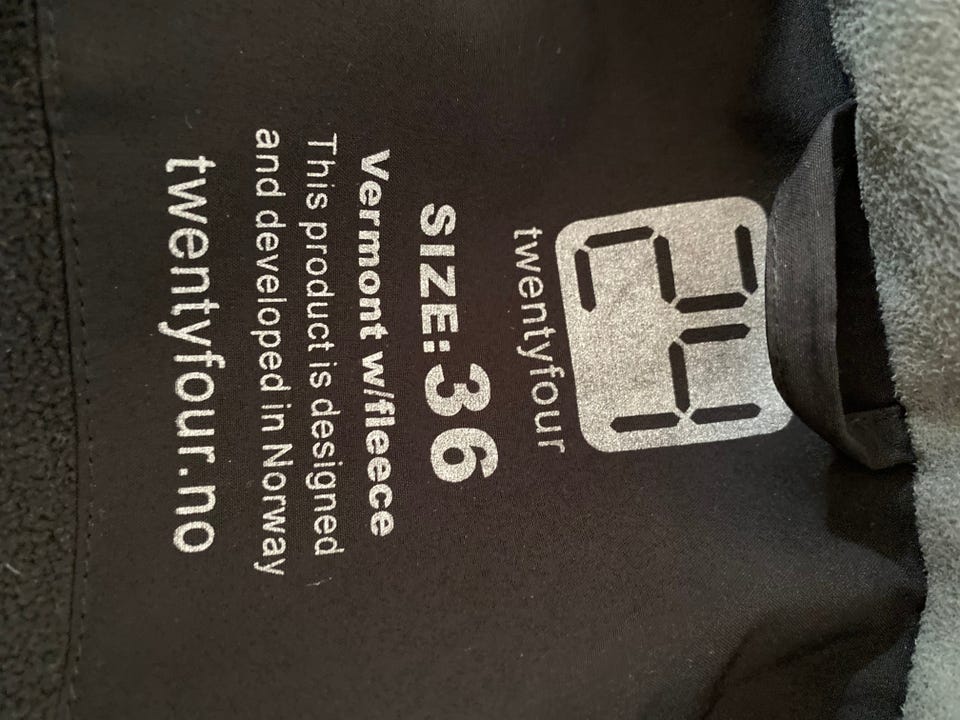 24
twentyfour
SIZE: 36
Vermont w/fleece
This product is designed
and developed in Norway
twentyfour.no